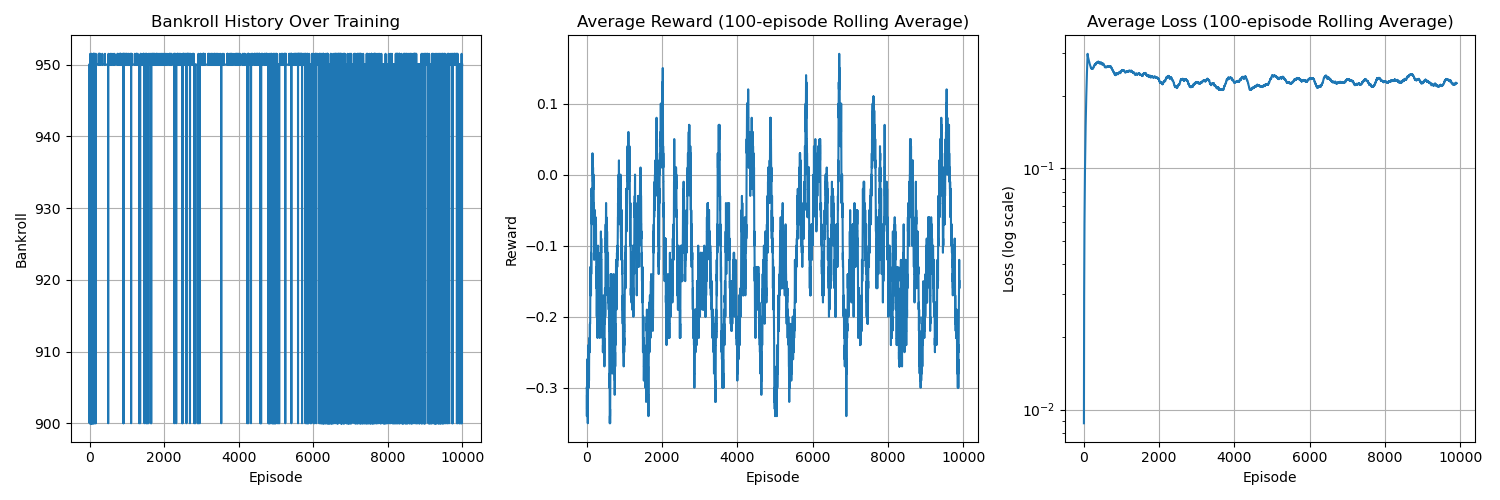 Bankroll History Over Training
Bankroll
950
940
930
920
910
900
0 2000 4000 6000 8000 10000
Episode
Average Reward (100-episode Rolling Average)
Reward
0.1
0.0
−0.1
−0.2
−0.3
0 2000 4000 6000 8000 10000
Episode
Average Loss (100-episode Rolling Average)
Loss (log scale)
10⁻¹
10⁻²
0 2000 4000 6000 8000 10000
Episode